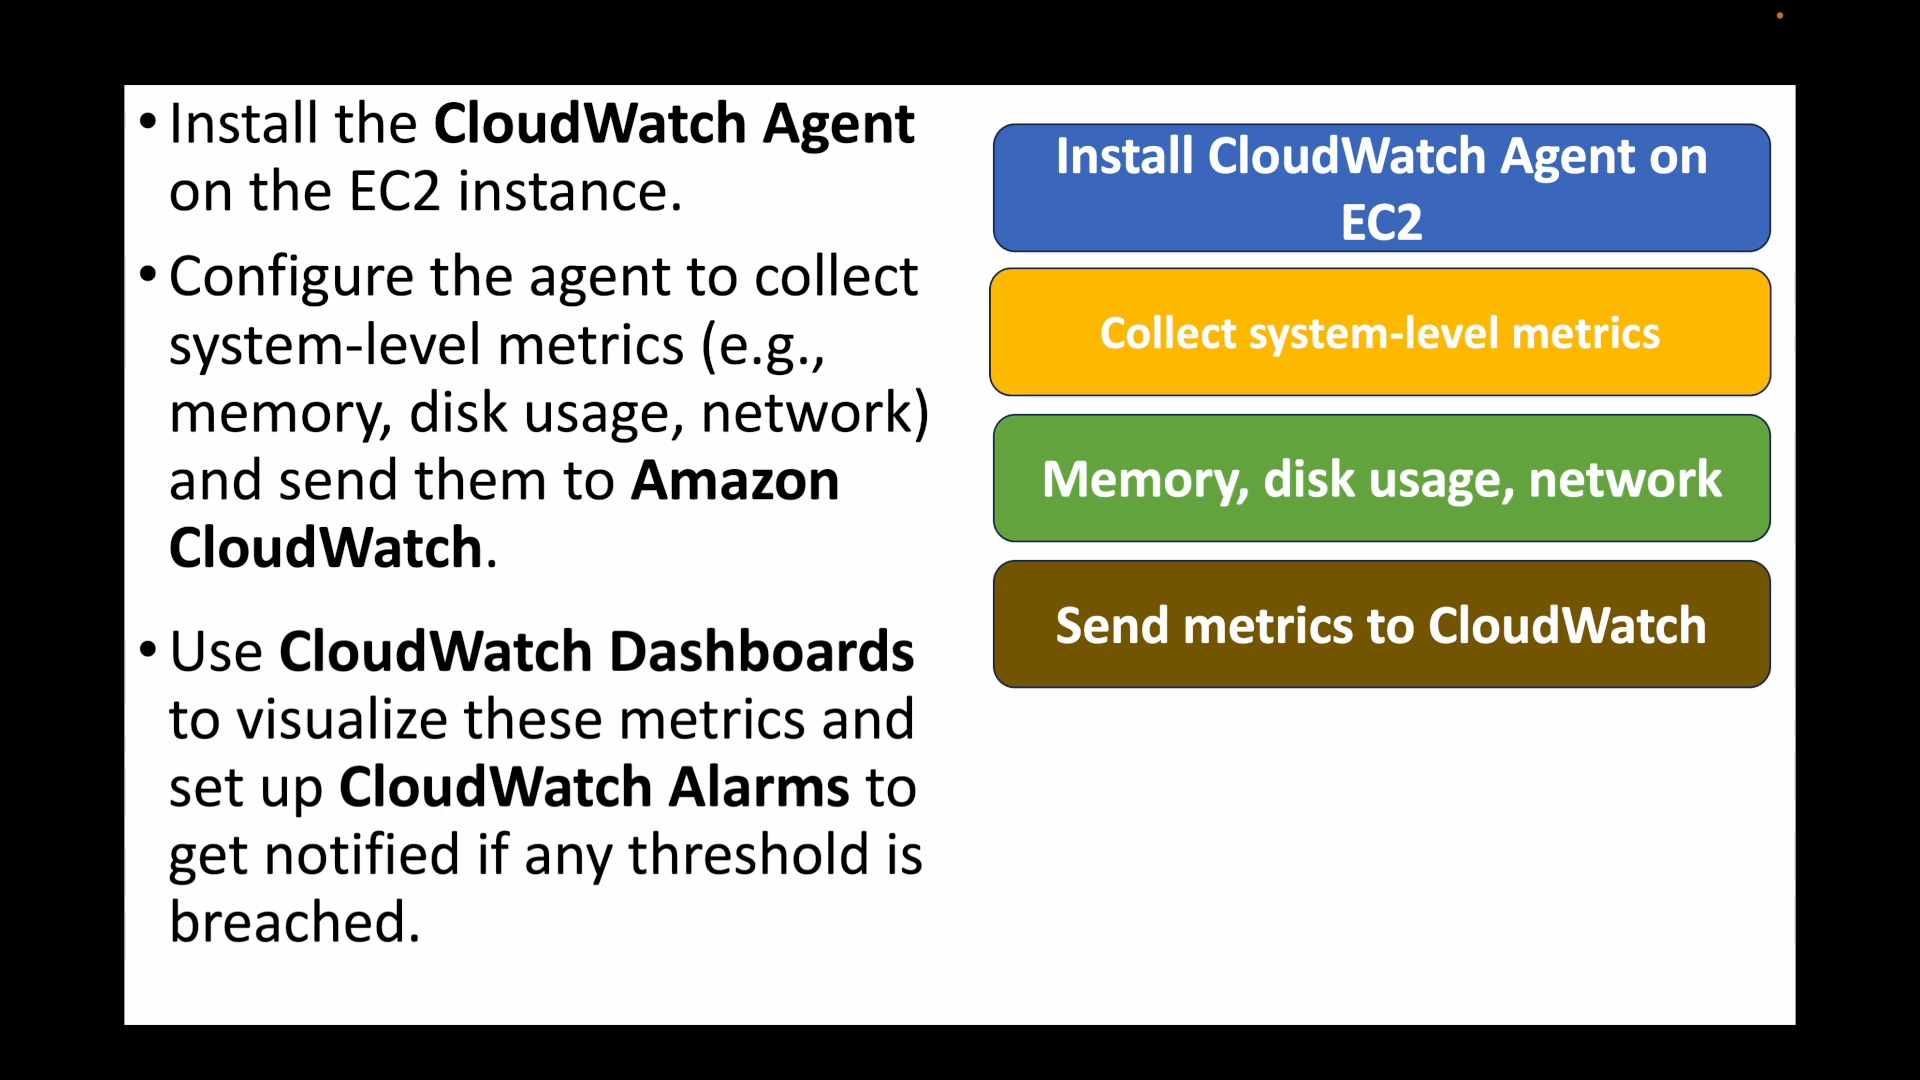 • Install the CloudWatch Agent
on the EC2 instance.
• Configure the agent to collect
system-level metrics (e.g.,
memory, disk usage, network)
and send them to Amazon
CloudWatch.
• Use CloudWatch Dashboards
to visualize these metrics and
set up CloudWatch Alarms to
get notified if any threshold is
breached.
Install CloudWatch Agent on
EC2
Collect system-level metrics
Memory, disk usage, network
Send metrics to CloudWatch